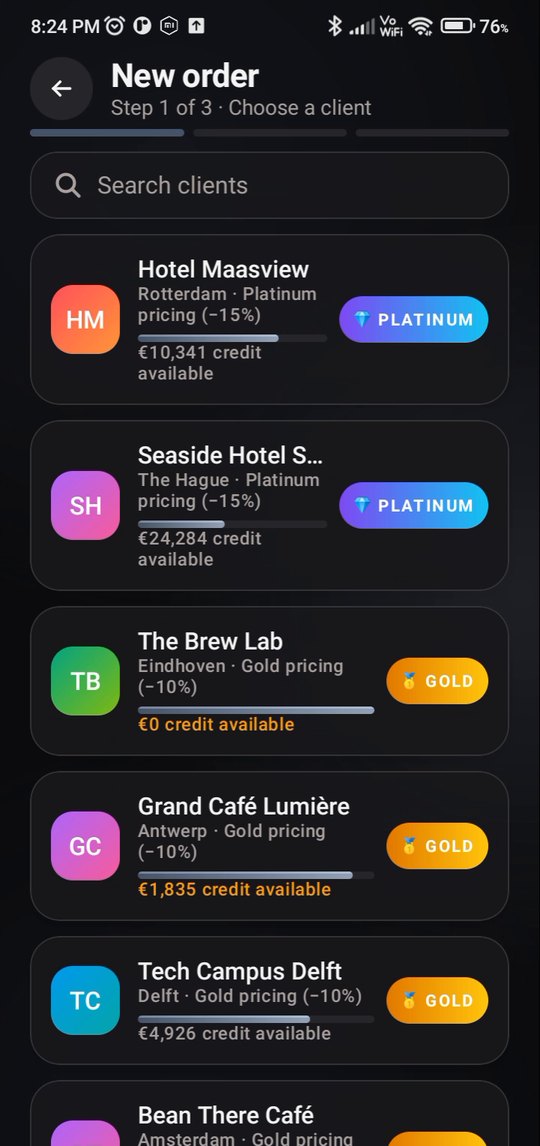 8:24 PM Vo WiFi 76%
New order
Step 1 of 3 · Choose a client
Search clients
Hotel Maasview
HM
Rotterdam · Platinum
pricing (−15%)
PLATINUM
€10,341 credit
available
Seaside Hotel S…
SH
The Hague · Platinum
pricing (−15%)
PLATINUM
€24,284 credit
available
The Brew Lab
TB
Eindhoven · Gold pricing
(−10%)
GOLD
€0 credit available
Grand Café Lumière
GC
Antwerp · Gold pricing
(−10%)
GOLD
€1,835 credit available
Tech Campus Delft
TC
Delft · Gold pricing (−10%)
GOLD
€4,926 credit available
Bean There Café
Amsterdam · Gold pricing